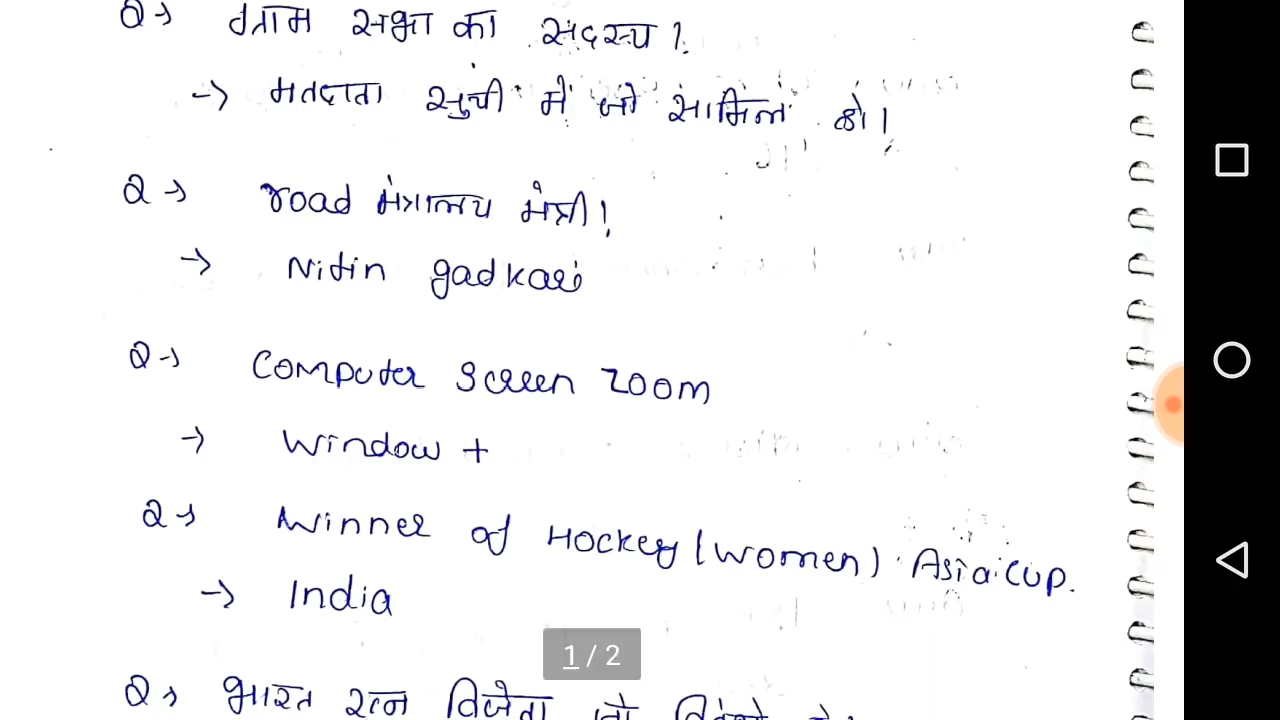 Q → ग्राम सभा का सदस्य ।
→ मतदाता सुची में जो सामिल हो।
Q → road मंत्रालय मंत्री।
→ Nitin gadkari
Q → Computer Screen Zoom
→ Window +
Q → Winner of Hockey (Women) Asia Cup.
→ India
1 / 2
Q → भारत रत्न विजेता जो